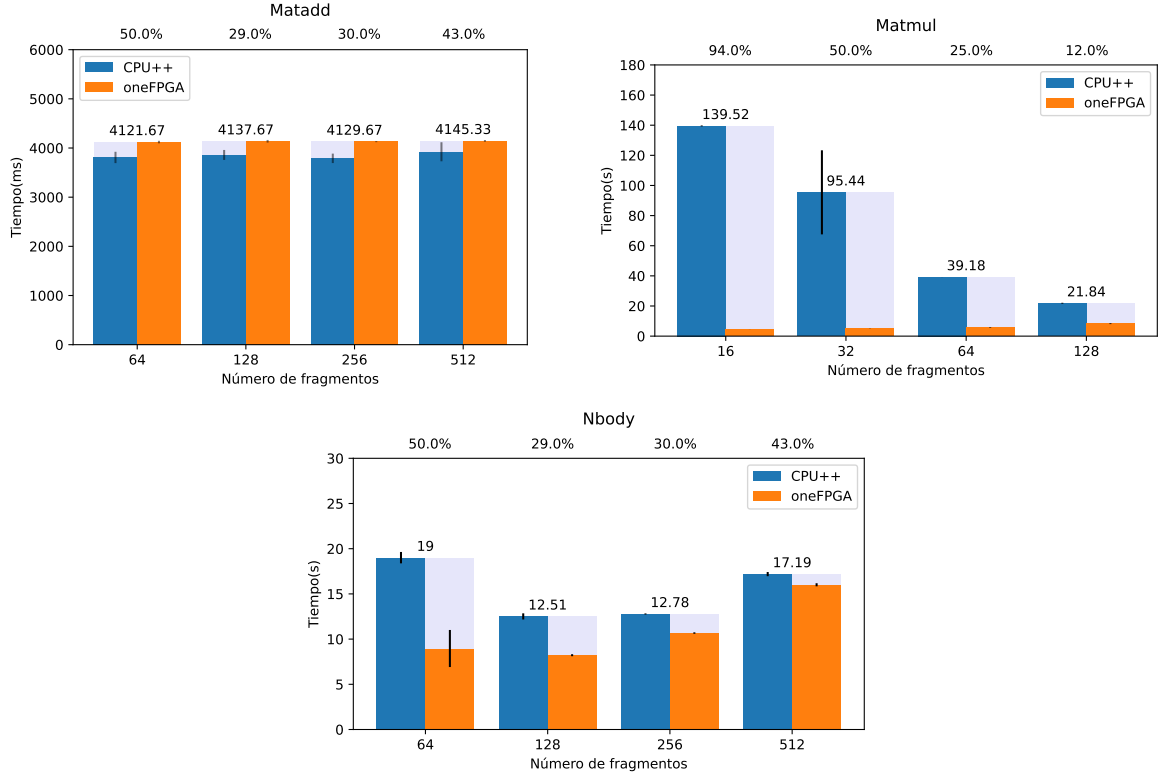 Matadd
50.0% 29.0% 30.0% 43.0%
6000
5000
4000
3000
2000
1000
0
Tiempo(ms)
CPU++
oneFPGA
4121.67 4137.67 4129.67 4145.33
64 128 256 512
Número de fragmentos
Matmul
94.0% 50.0% 25.0% 12.0%
180
160
140
120
100
80
60
40
20
0
Tiempo(s)
CPU++
oneFPGA
139.52
95.44
39.18
21.84
16 32 64 128
Número de fragmentos
Nbody
50.0% 29.0% 30.0% 43.0%
30
25
20
15
10
5
0
Tiempo(s)
CPU++
oneFPGA
19
12.51
12.78
17.19
64 128 256 512
Número de fragmentos